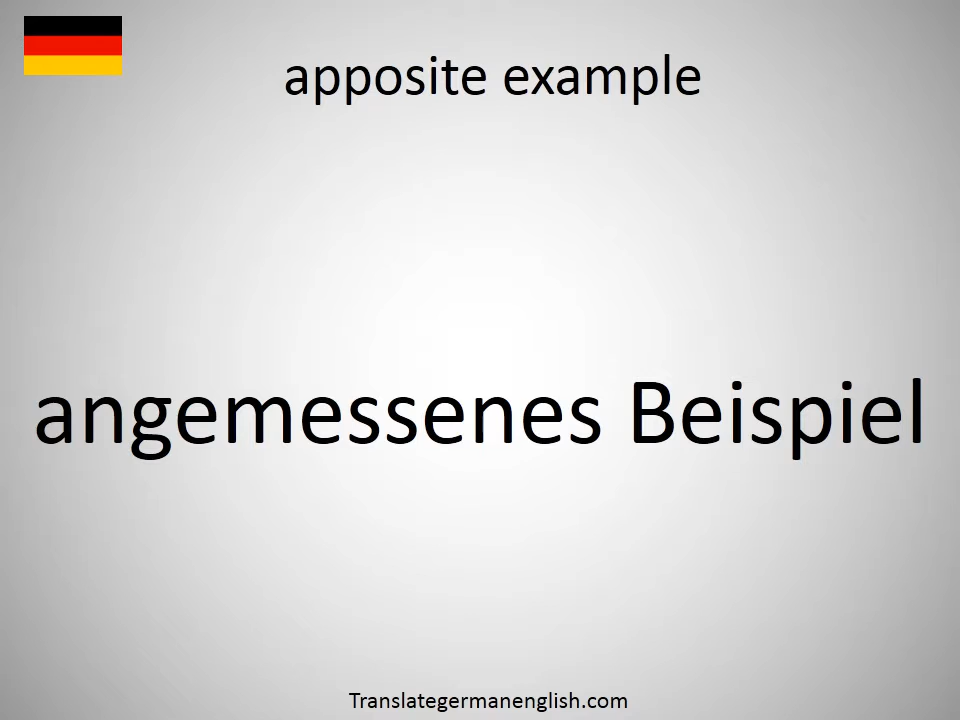 apposite example
angemessenes Beispiel
Translategermanenglish.com